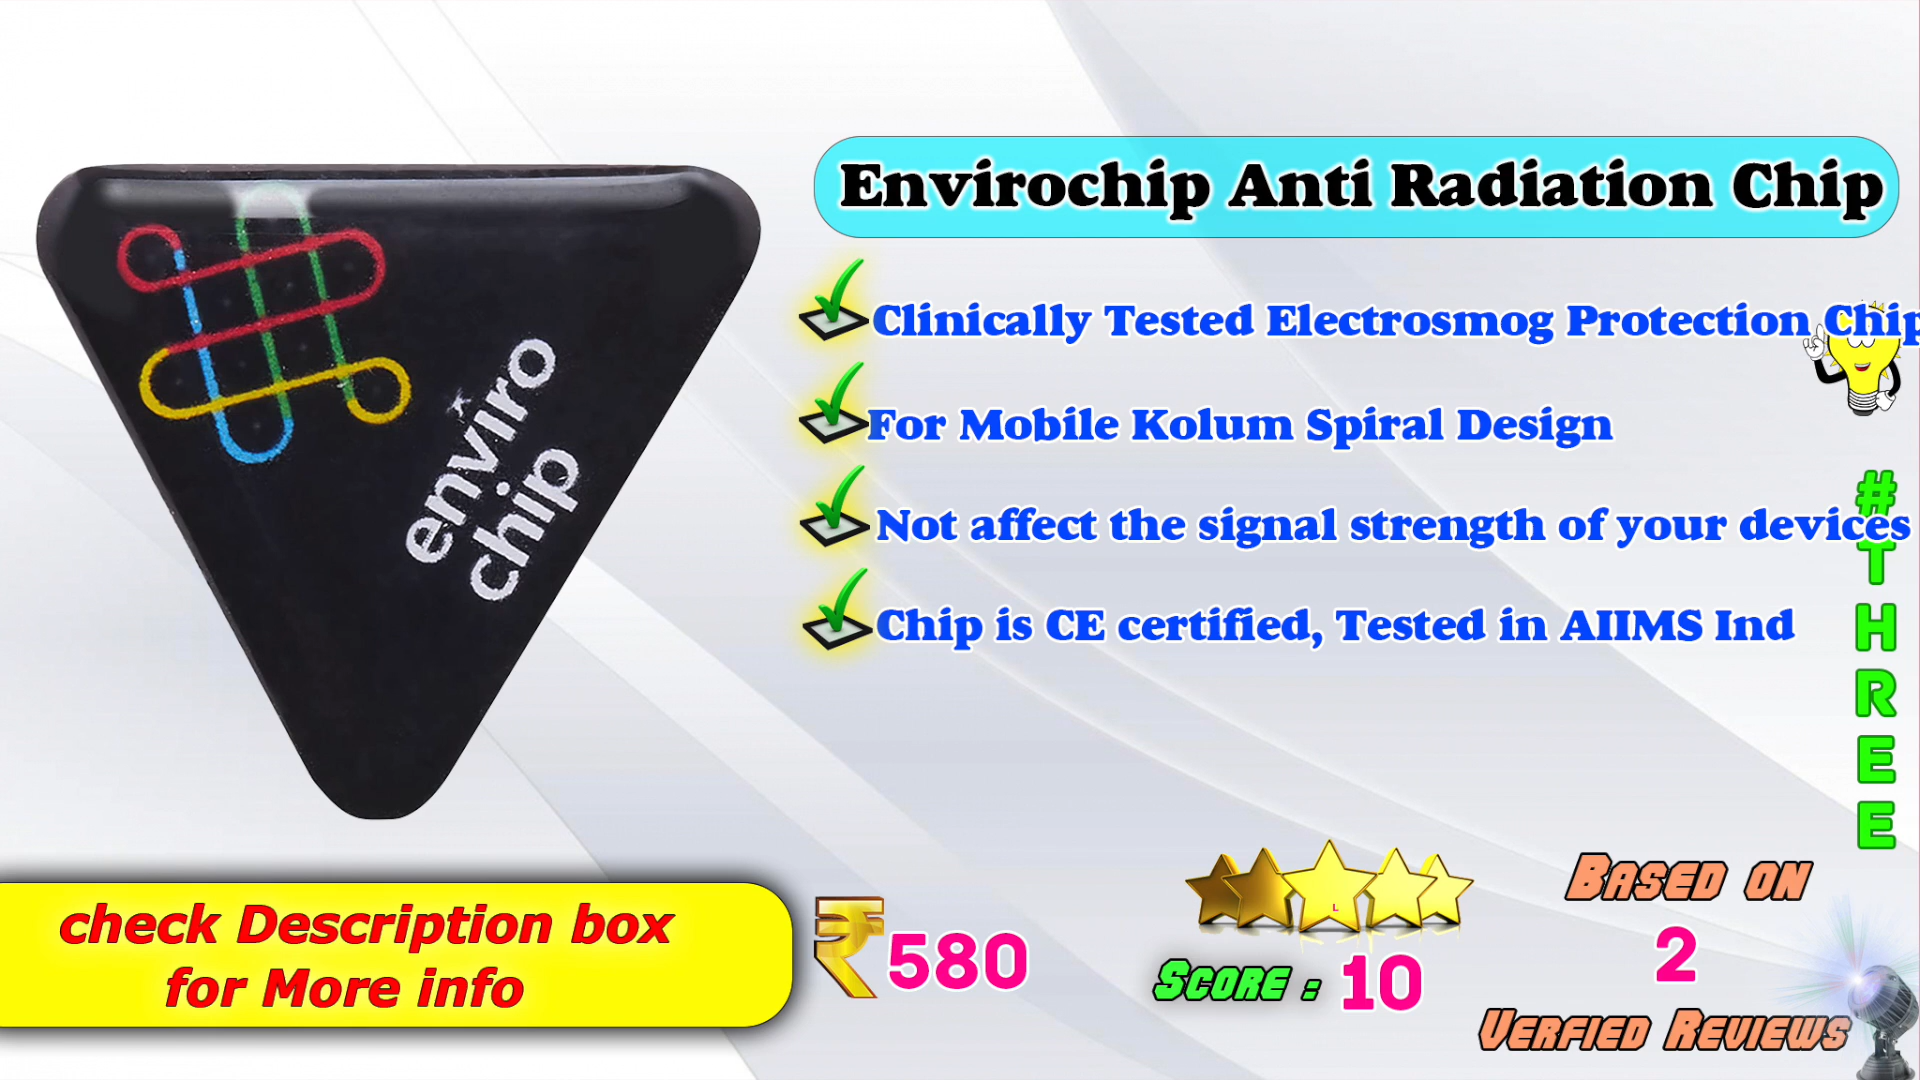 Envirochip Anti Radiation Chip
Clinically Tested Electrosmog Protection Chip
For Mobile Kolum Spiral Design
Not affect the signal strength of your devices
Chip is CE certified, Tested in AIIMS Ind
enviro
chip
#
T
H
R
E
E
check Description box
for More info
₹580
L
Score : 10
Based on
2
Verfied Reviews